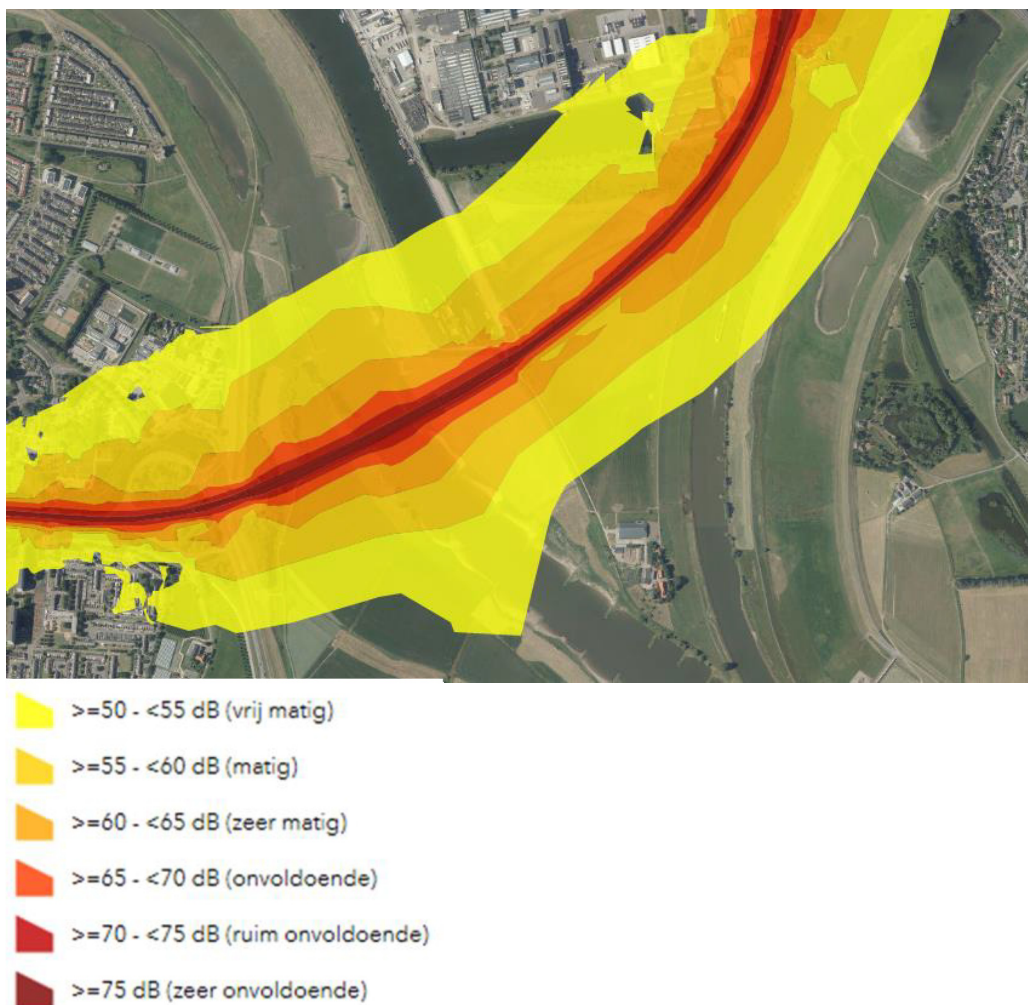 >=50 - <55 dB (vrij matig)
>=55 - <60 dB (matig)
>=60 - <65 dB (zeer matig)
>=65 - <70 dB (onvoldoende)
>=70 - <75 dB (ruim onvoldoende)
>=75 dB (zeer onvoldoende)